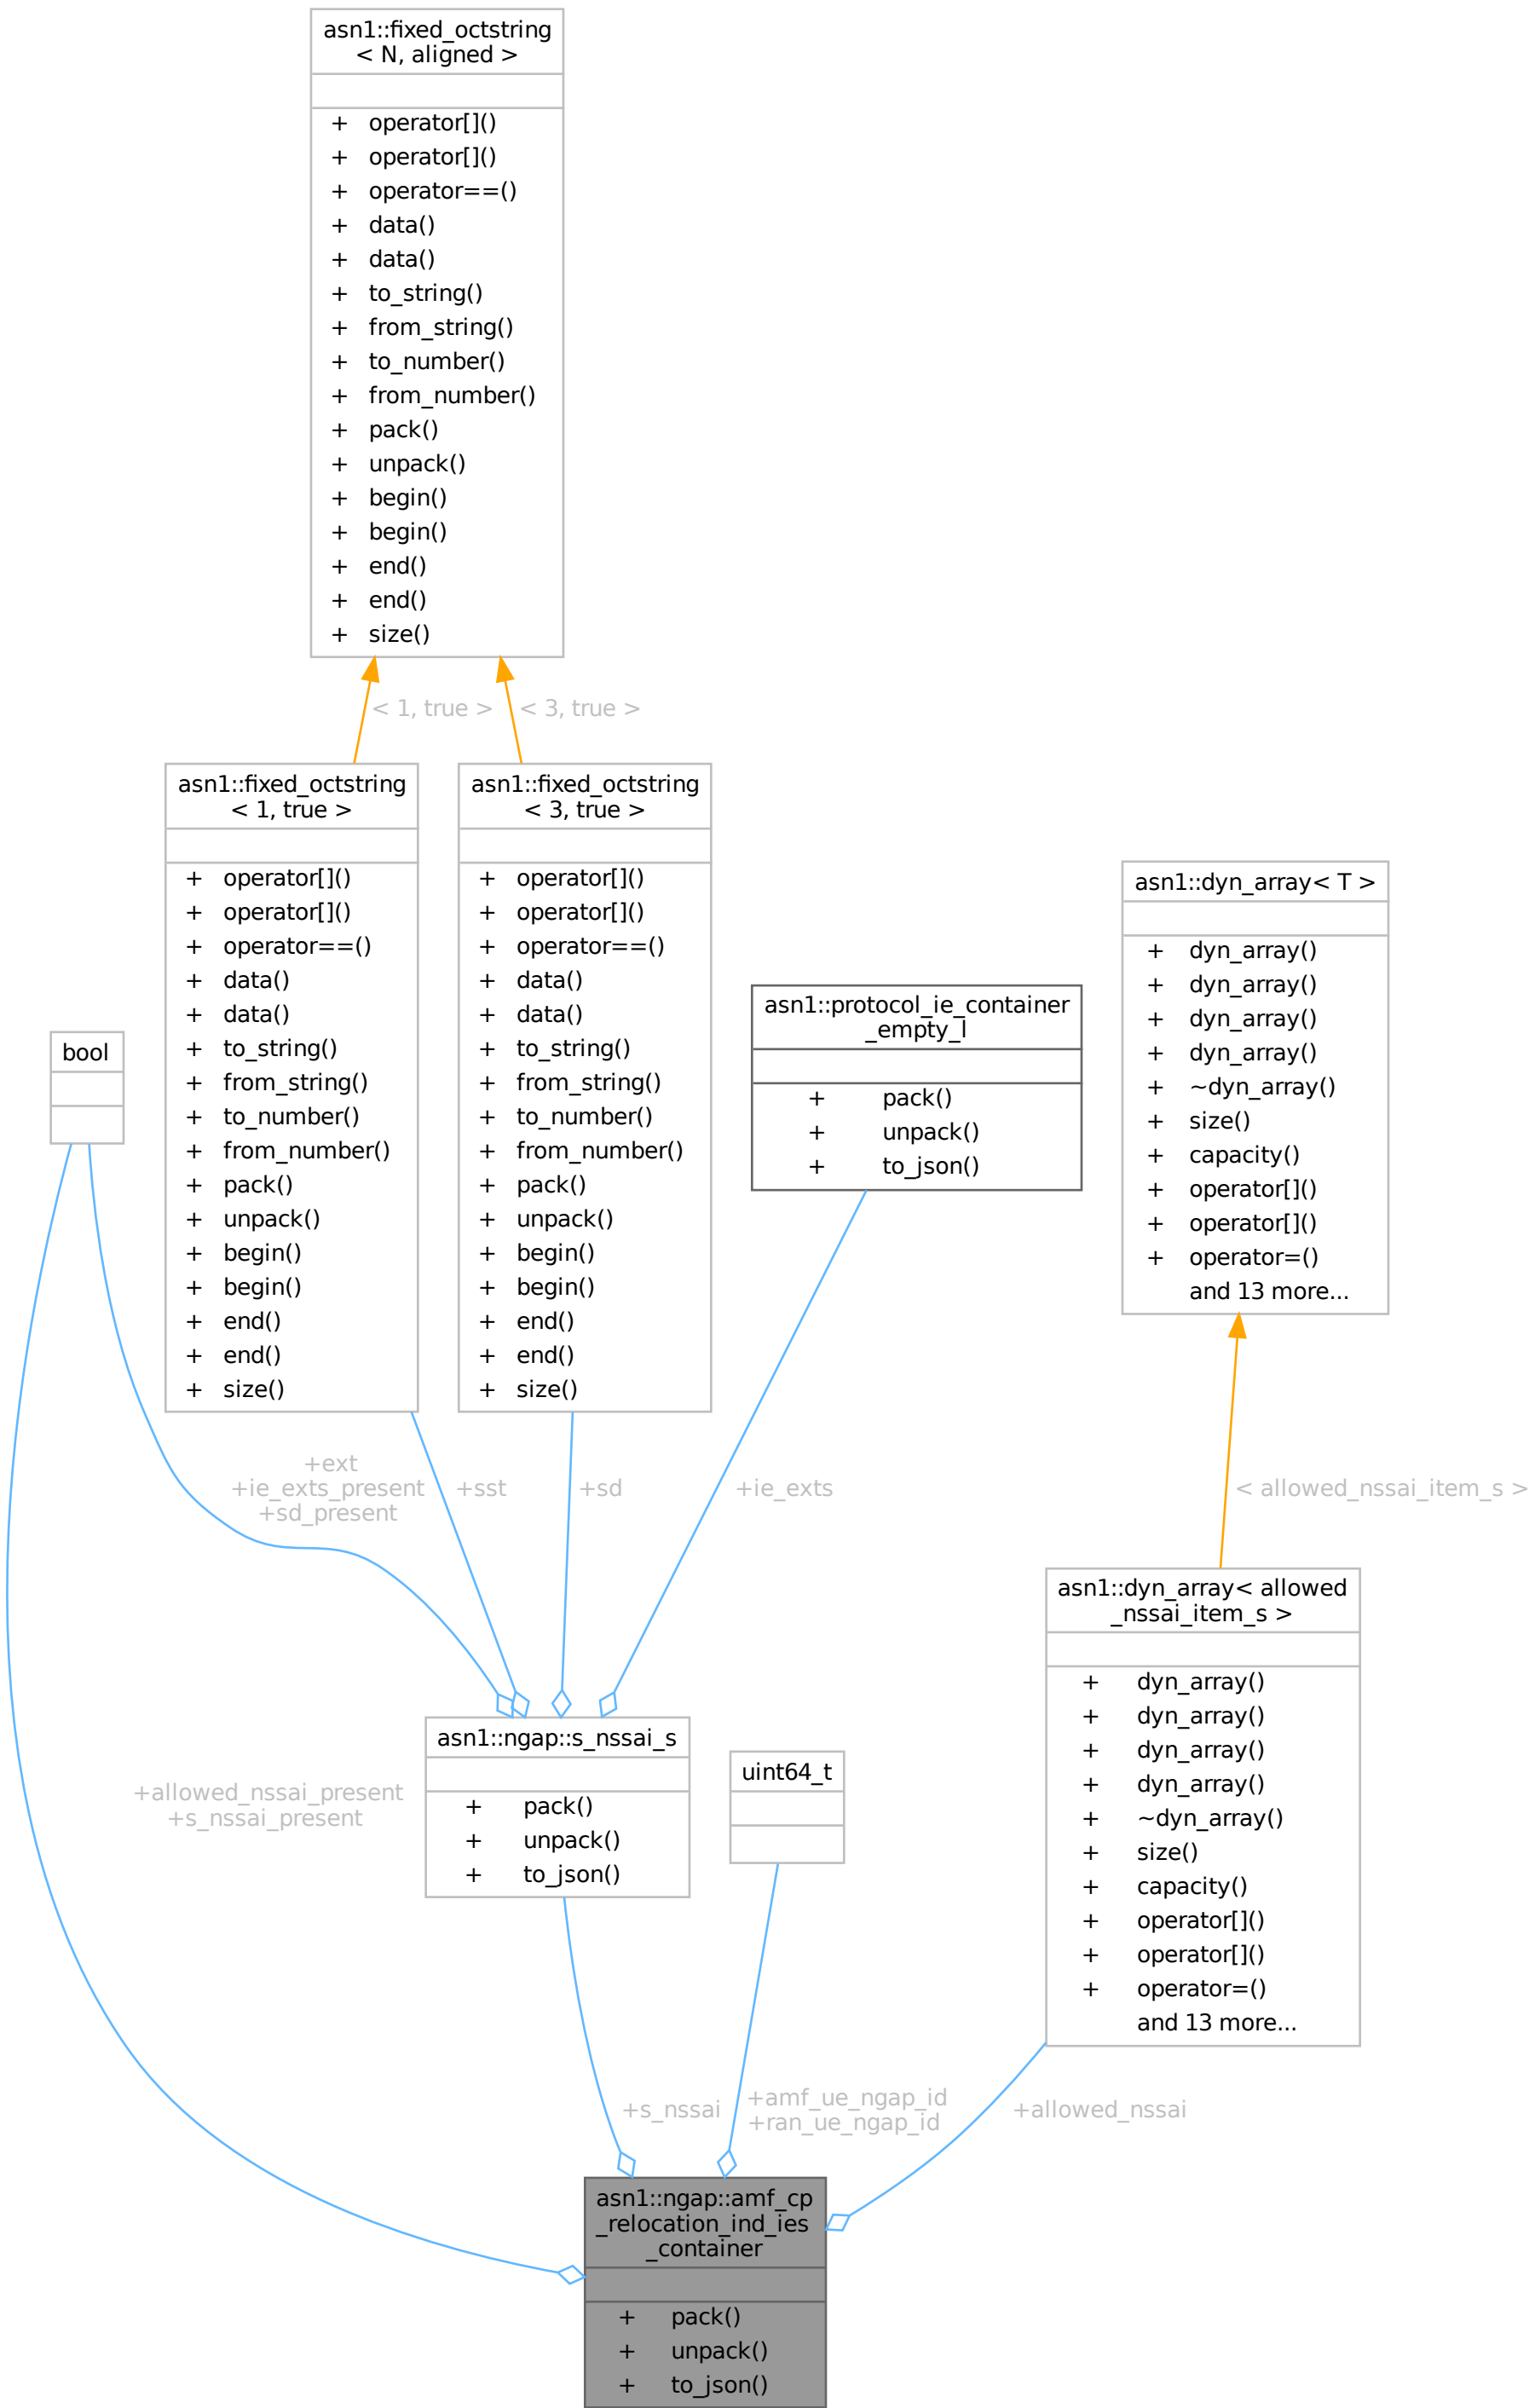 asn1::fixed_octstring
< N, aligned >
+ operator[]()
+ operator[]()
+ operator==()
+ data()
+ data()
+ to_string()
+ from_string()
+ to_number()
+ from_number()
+ pack()
+ unpack()
+ begin()
+ begin()
+ end()
+ end()
+ size()
< 1, true >
< 3, true >
asn1::fixed_octstring
< 1, true >
+ operator[]()
+ operator[]()
+ operator==()
+ data()
+ data()
+ to_string()
+ from_string()
+ to_number()
+ from_number()
+ pack()
+ unpack()
+ begin()
+ begin()
+ end()
+ end()
+ size()
asn1::fixed_octstring
< 3, true >
+ operator[]()
+ operator[]()
+ operator==()
+ data()
+ data()
+ to_string()
+ from_string()
+ to_number()
+ from_number()
+ pack()
+ unpack()
+ begin()
+ begin()
+ end()
+ end()
+ size()
asn1::dyn_array< T >
+ dyn_array()
+ dyn_array()
+ dyn_array()
+ dyn_array()
+ ~dyn_array()
+ size()
+ capacity()
+ operator[]()
+ operator[]()
+ operator=()
and 13 more...
asn1::protocol_ie_container
_empty_l
+ pack()
+ unpack()
+ to_json()
bool
+ext
+ie_exts_present
+sd_present
+sst
+sd
+ie_exts
< allowed_nssai_item_s >
asn1::dyn_array< allowed
_nssai_item_s >
+ dyn_array()
+ dyn_array()
+ dyn_array()
+ dyn_array()
+ ~dyn_array()
+ size()
+ capacity()
+ operator[]()
+ operator[]()
+ operator=()
and 13 more...
asn1::ngap::s_nssai_s
+ pack()
+ unpack()
+ to_json()
uint64_t
+allowed_nssai_present
+s_nssai_present
+s_nssai
+amf_ue_ngap_id
+ran_ue_ngap_id
+allowed_nssai
asn1::ngap::amf_cp
_relocation_ind_ies
_container
+ pack()
+ unpack()
+ to_json()